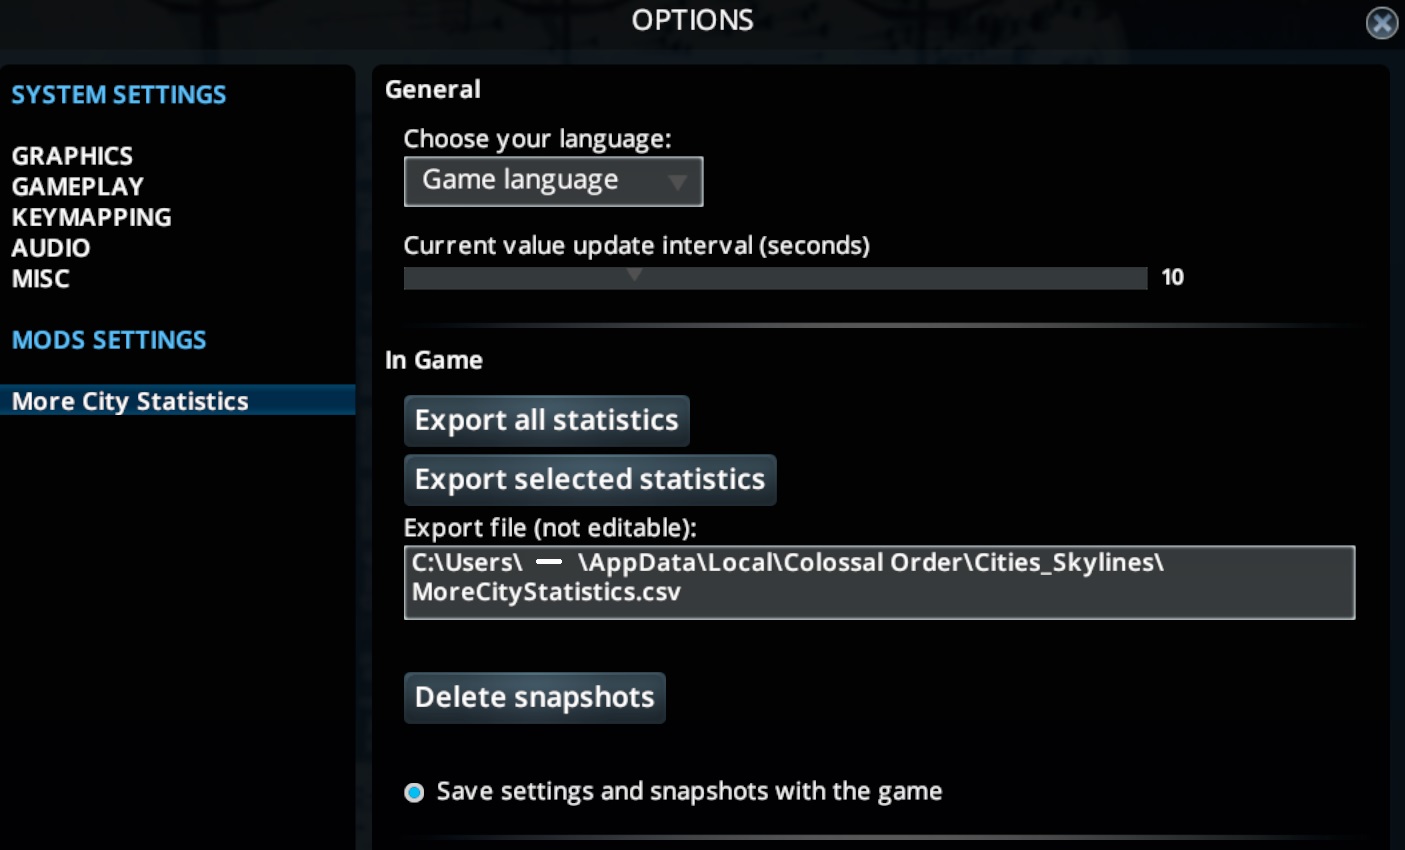 OPTIONS
SYSTEM SETTINGS
GRAPHICS
GAMEPLAY
KEYMAPPING
AUDIO
MISC
MODS SETTINGS
More City Statistics
General
Choose your language:
Game language
Current value update interval (seconds)
10
In Game
Export all statistics
Export selected statistics
Export file (not editable):
C:\Users\ — \AppData\Local\Colossal Order\Cities_Skylines\
MoreCityStatistics.csv
Delete snapshots
Save settings and snapshots with the game